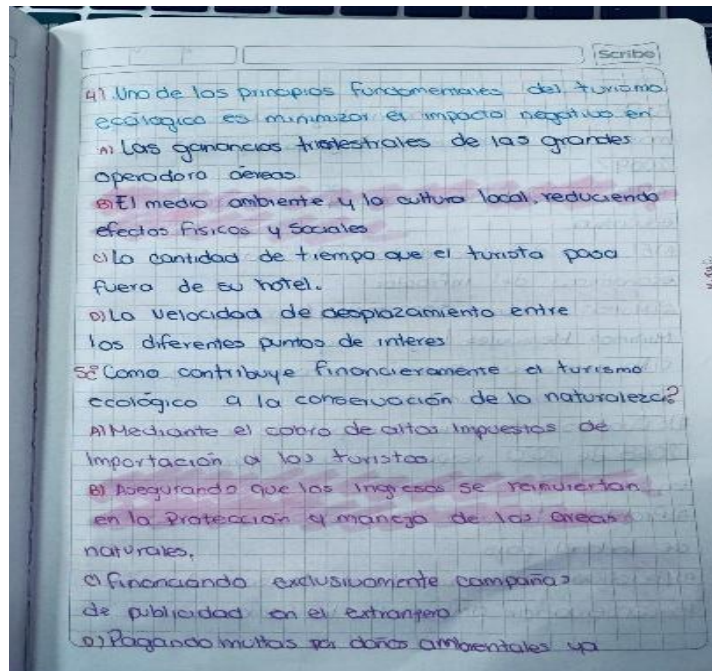 Scribe
4) Uno de los principios fundamentales del turismo
ecologico es minimizar el impacto negativo en
A) Las ganancias de las grandes
operadora aereas
B) El medio ambiente y la cultura local, reduciendo
efectos fisicos y sociales
c) La cantidad de tiempo que el turista pasa
fuera de su hotel.
D) La velocidad de desplazamiento entre
los diferentes puntos de interes
5¿ Como contribuye financieramente el turismo
ecológico a la conservación de la naturaleza?
A) Mediante el cobro de altos impuestos de
importación a los turistas
B) Asegurando que los ingresos se reinviertan
en la Protección y manejo de las areas
naturales.
c) financiando exclusivamente campañas
de publicidad en el extranjero
D) Pagando multas por daños ambientales ya